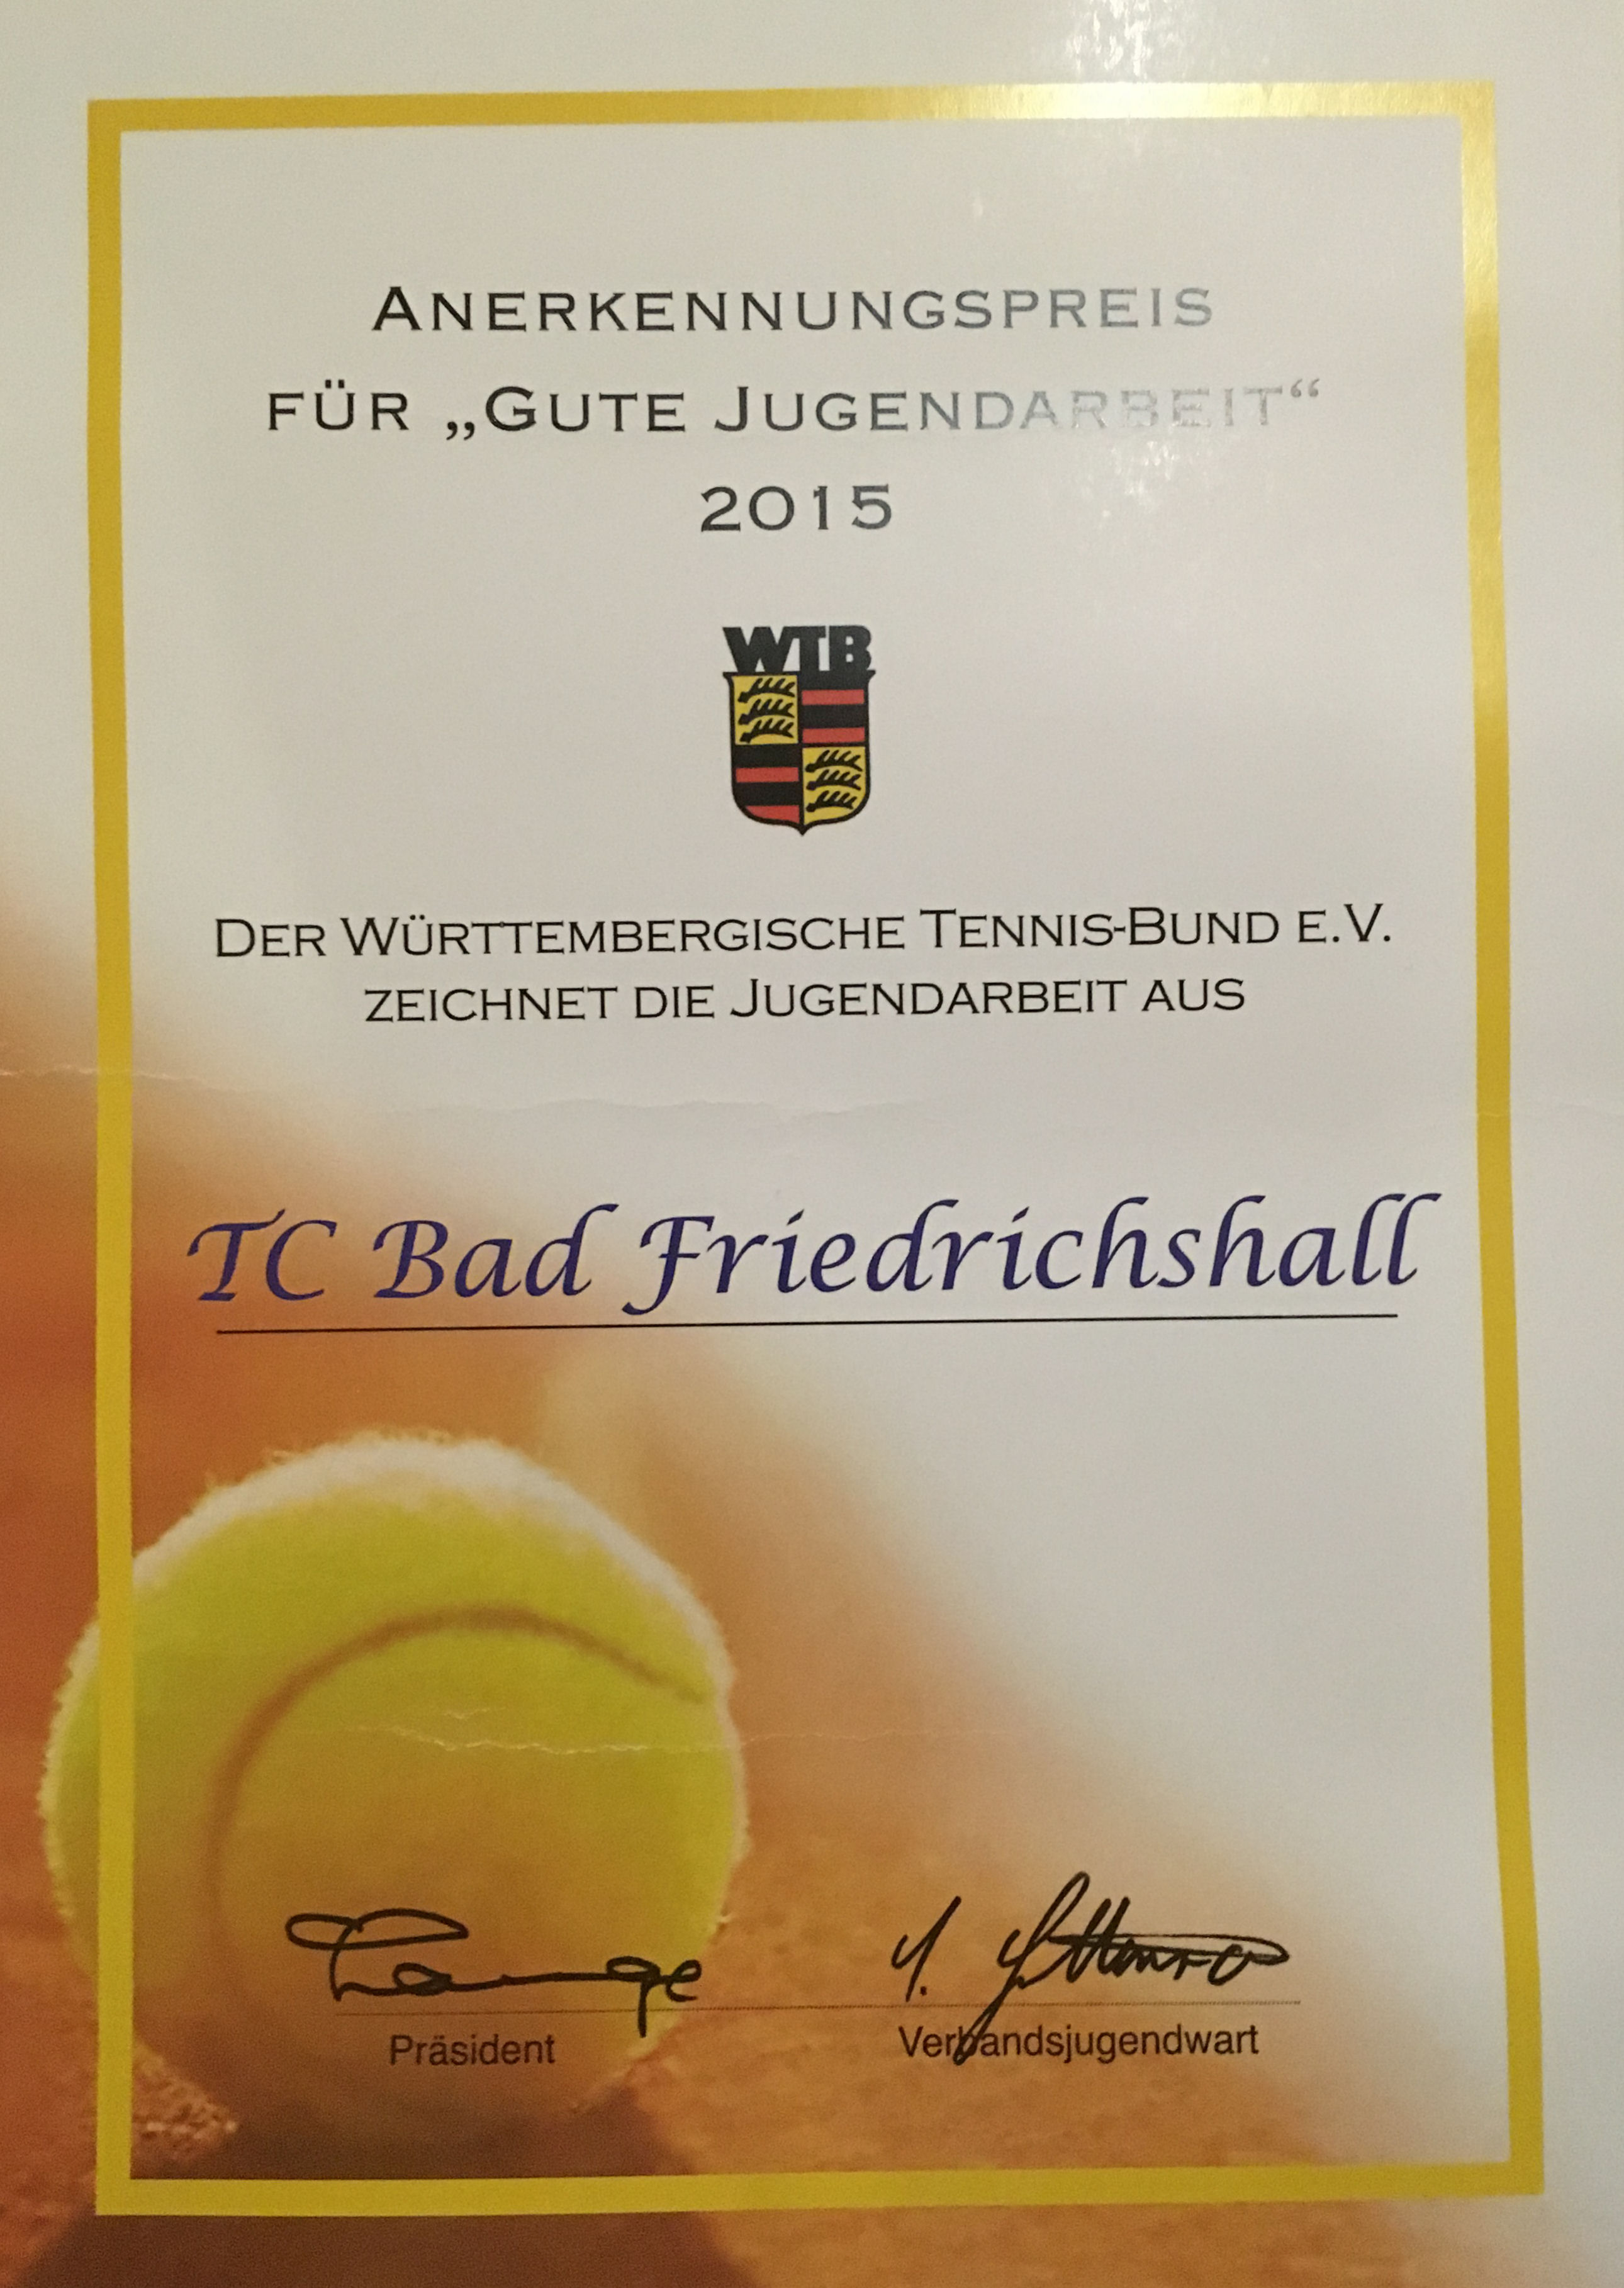 ANERKENNUNGSPREIS
FÜR „GUTE JUGENDARBEIT“
2015
WTB
DER WÜRTTEMBERGISCHE TENNIS-BUND E.V.
ZEICHNET DIE JUGENDARBEIT AUS
TC Bad Friedrichshall
Präsident Verbandsjugendwart